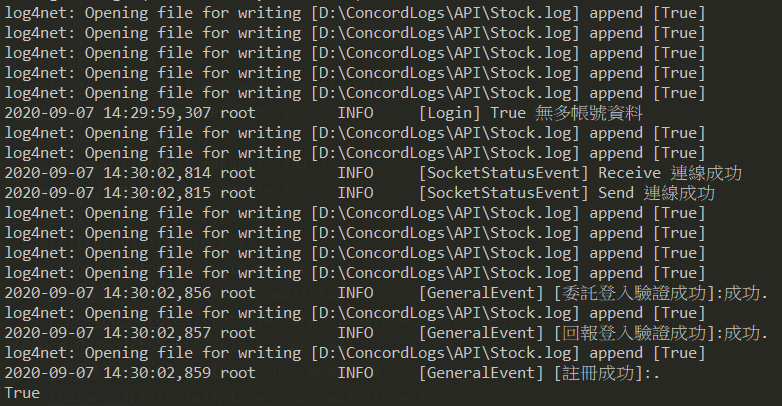 log4net: Opening file for writing [D:\ConcordLogs\API\Stock.log] append [True]
log4net: Opening file for writing [D:\ConcordLogs\API\Stock.log] append [True]
log4net: Opening file for writing [D:\ConcordLogs\API\Stock.log] append [True]
log4net: Opening file for writing [D:\ConcordLogs\API\Stock.log] append [True]
log4net: Opening file for writing [D:\ConcordLogs\API\Stock.log] append [True]
2020-09-07 14:29:59,307 root         INFO     [Login] True 無多帳號資料
log4net: Opening file for writing [D:\ConcordLogs\API\Stock.log] append [True]
log4net: Opening file for writing [D:\ConcordLogs\API\Stock.log] append [True]
2020-09-07 14:30:02,814 root         INFO     [SocketStatusEvent] Receive 連線成功
2020-09-07 14:30:02,815 root         INFO     [SocketStatusEvent] Send 連線成功
log4net: Opening file for writing [D:\ConcordLogs\API\Stock.log] append [True]
log4net: Opening file for writing [D:\ConcordLogs\API\Stock.log] append [True]
log4net: Opening file for writing [D:\ConcordLogs\API\Stock.log] append [True]
log4net: Opening file for writing [D:\ConcordLogs\API\Stock.log] append [True]
2020-09-07 14:30:02,856 root         INFO     [GeneralEvent] [委託登入驗證成功]:成功.
log4net: Opening file for writing [D:\ConcordLogs\API\Stock.log] append [True]
2020-09-07 14:30:02,857 root         INFO     [GeneralEvent] [回報登入驗證成功]:成功.
log4net: Opening file for writing [D:\ConcordLogs\API\Stock.log] append [True]
2020-09-07 14:30:02,859 root         INFO     [GeneralEvent] [註冊成功]:.
True